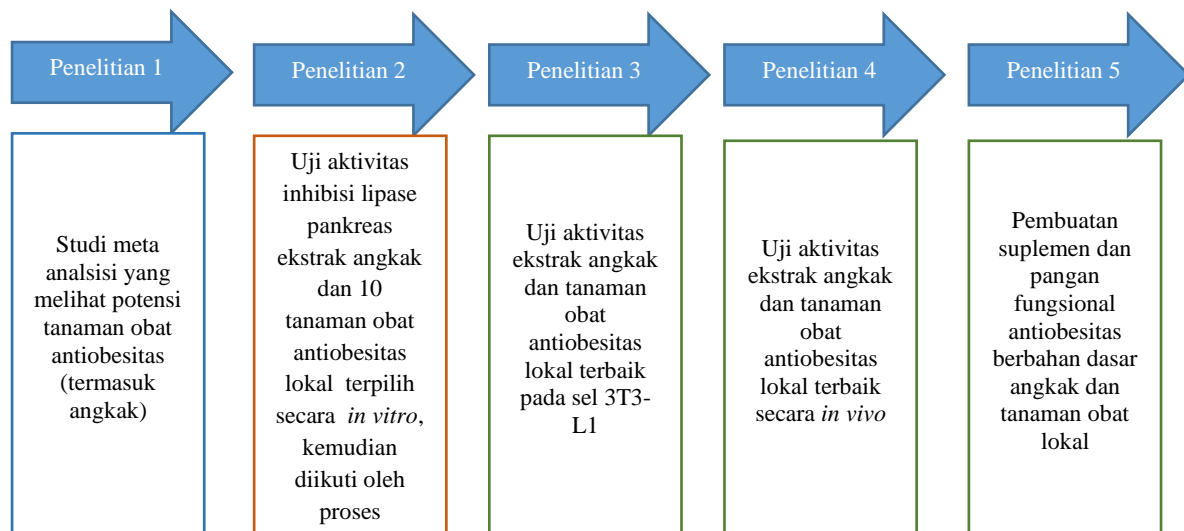 Penelitian 1
Penelitian 2
Penelitian 3
Penelitian 4
Penelitian 5
Studi meta
analsisi yang
melihat potensi
tanaman obat
antiobesitas
(termasuk
angkak)
Uji aktivitas
inhibisi lipase
pankreas
ekstrak angkak
dan 10
tanaman obat
antiobesitas
lokal terpilih
secara in vitro,
kemudian
diikuti oleh
proses
Uji aktivitas
ekstrak angkak
dan tanaman
obat
antiobesitas
lokal terbaik
pada sel 3T3-
L1
Uji aktivitas
ekstrak angkak
dan tanaman
obat
antiobesitas
lokal terbaik
secara in vivo
Pembuatan
suplemen dan
pangan
fungsional
antiobesitas
berbahan dasar
angkak dan
tanaman obat
lokal